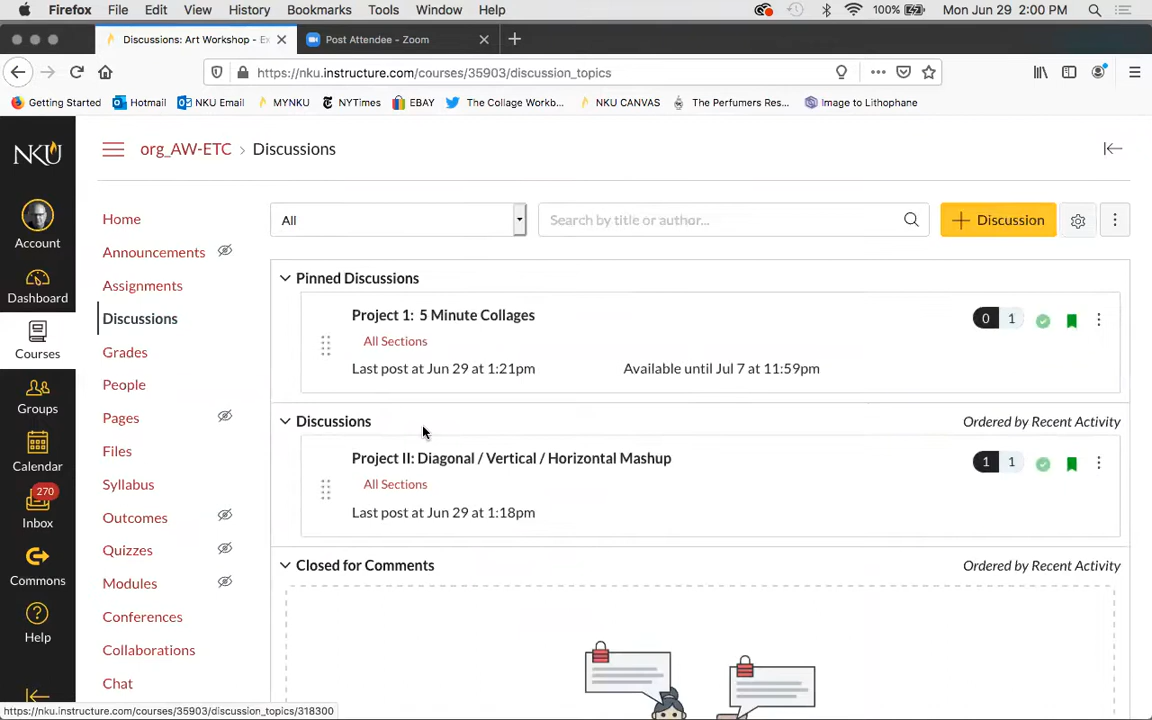 Firefox File Edit View History Bookmarks Tools Window Help 100% Mon Jun 29 2:00 PM
Discussions: Art Workshop - Ex Post Attendee - Zoom
https://nku.instructure.com/courses/35903/discussion_topics
Getting Started Hotmail NKU Email MYNKU NYTimes EBAY The Collage Workb... NKU CANVAS The Perfumers Res... Image to Lithophane
NKU
org_AW-ETC > Discussions
Account
Dashboard
Courses
Groups
Calendar
270
Inbox
Commons
Help
Home
Announcements
Assignments
Discussions
Grades
People
Pages
Files
Syllabus
Outcomes
Quizzes
Modules
Conferences
Collaborations
Chat
All Search by title or author... + Discussion
Pinned Discussions
Project 1: 5 Minute Collages 0 1
All Sections
Last post at Jun 29 at 1:21pm Available until Jul 7 at 11:59pm
Discussions Ordered by Recent Activity
Project II: Diagonal / Vertical / Horizontal Mashup 1 1
All Sections
Last post at Jun 29 at 1:18pm
Closed for Comments Ordered by Recent Activity
https://nku.instructure.com/courses/35903/discussion_topics/318300